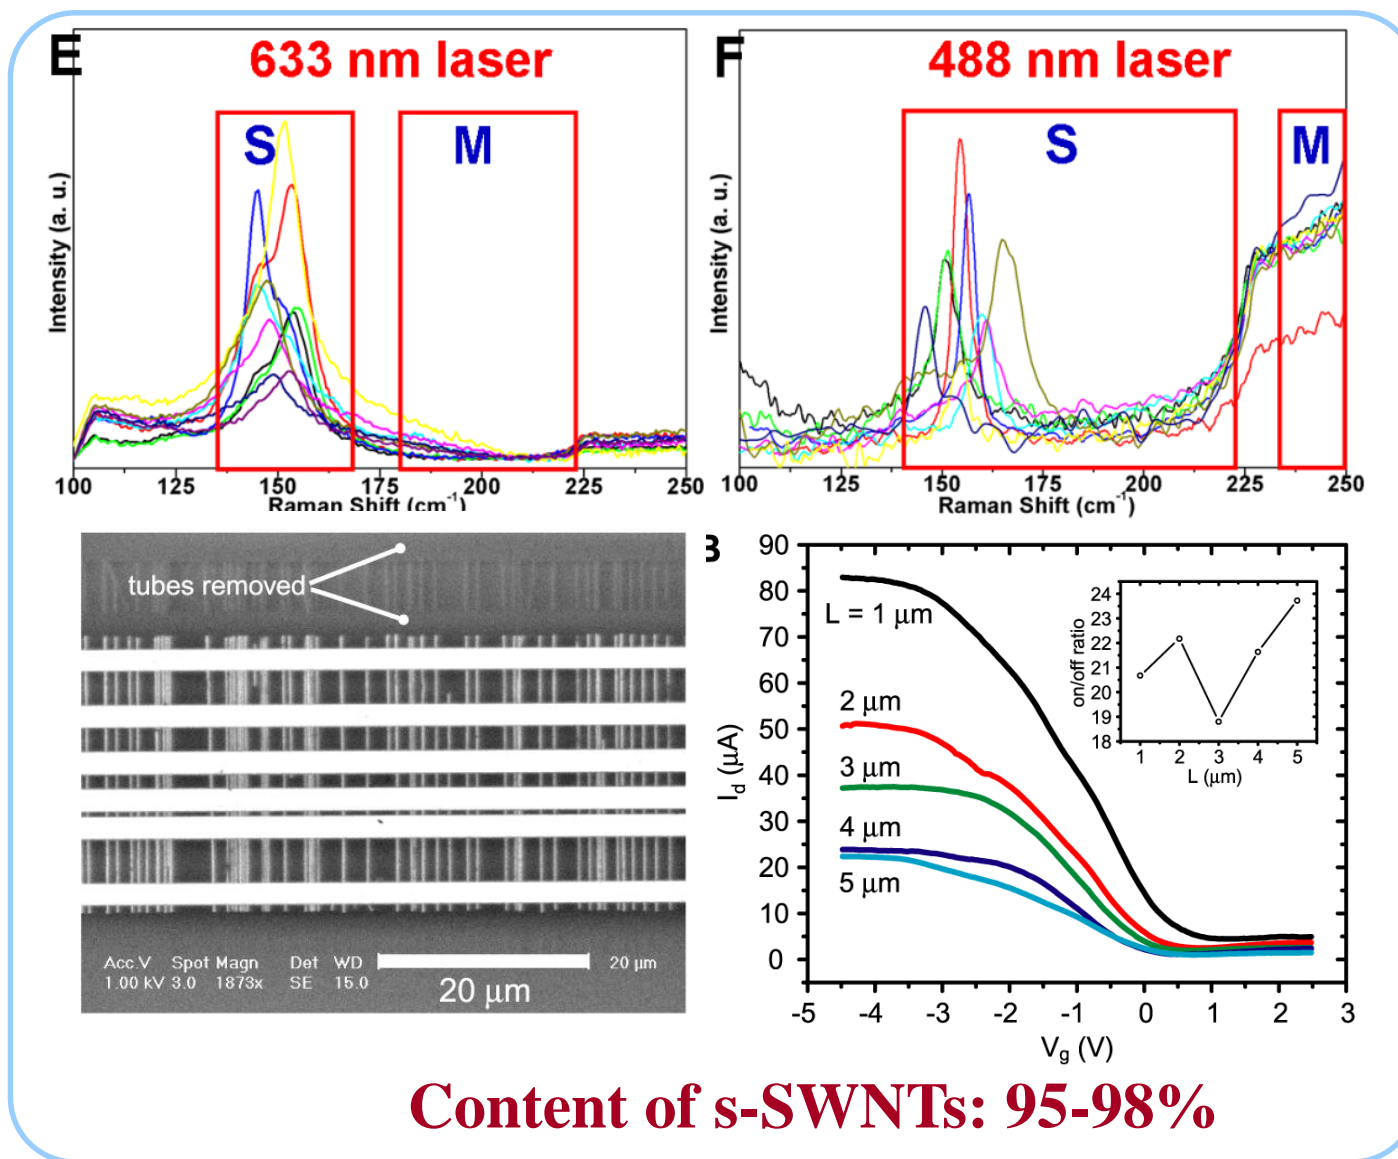 E
633 nm laser
S
M
Intensity (a. u.)
100 125 150 175 200 225 250
Raman Shift (cm⁻¹)
F
488 nm laser
S
M
Intensity (a. u.)
100 125 150 175 200 225 250
Raman Shift (cm⁻¹)
tubes removed
Acc.V Spot Magn Det WD 20 μm
1.00 kV 3.0 1873x SE 15.0
20 μm
90
80
70
60
50
40
30
20
10
0
I_d (μA)
L = 1 μm
2 μm
3 μm
4 μm
5 μm
-5 -4 -3 -2 -1 0 1 2 3
V_g (V)
24
22
21
20
19
18
on/off ratio
1 2 3 4 5
L (μm)
Content of s-SWNTs: 95-98%